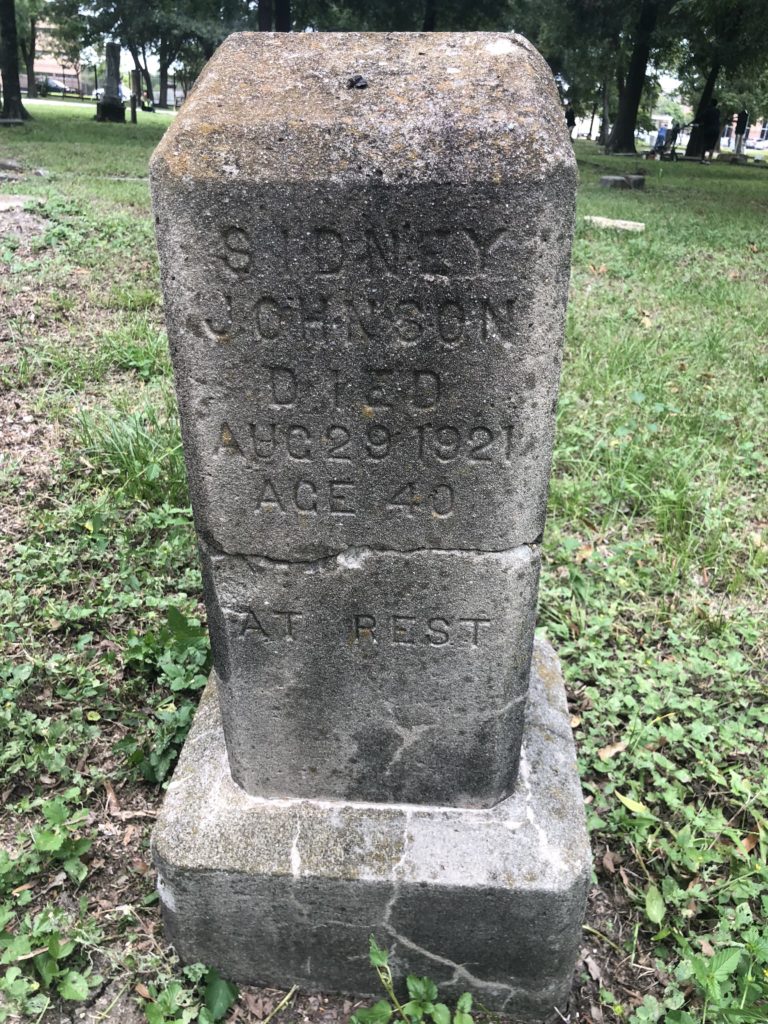 SIDNEY
JOHNSON
DIED
AUG 29 1921
AGE 40
AT REST